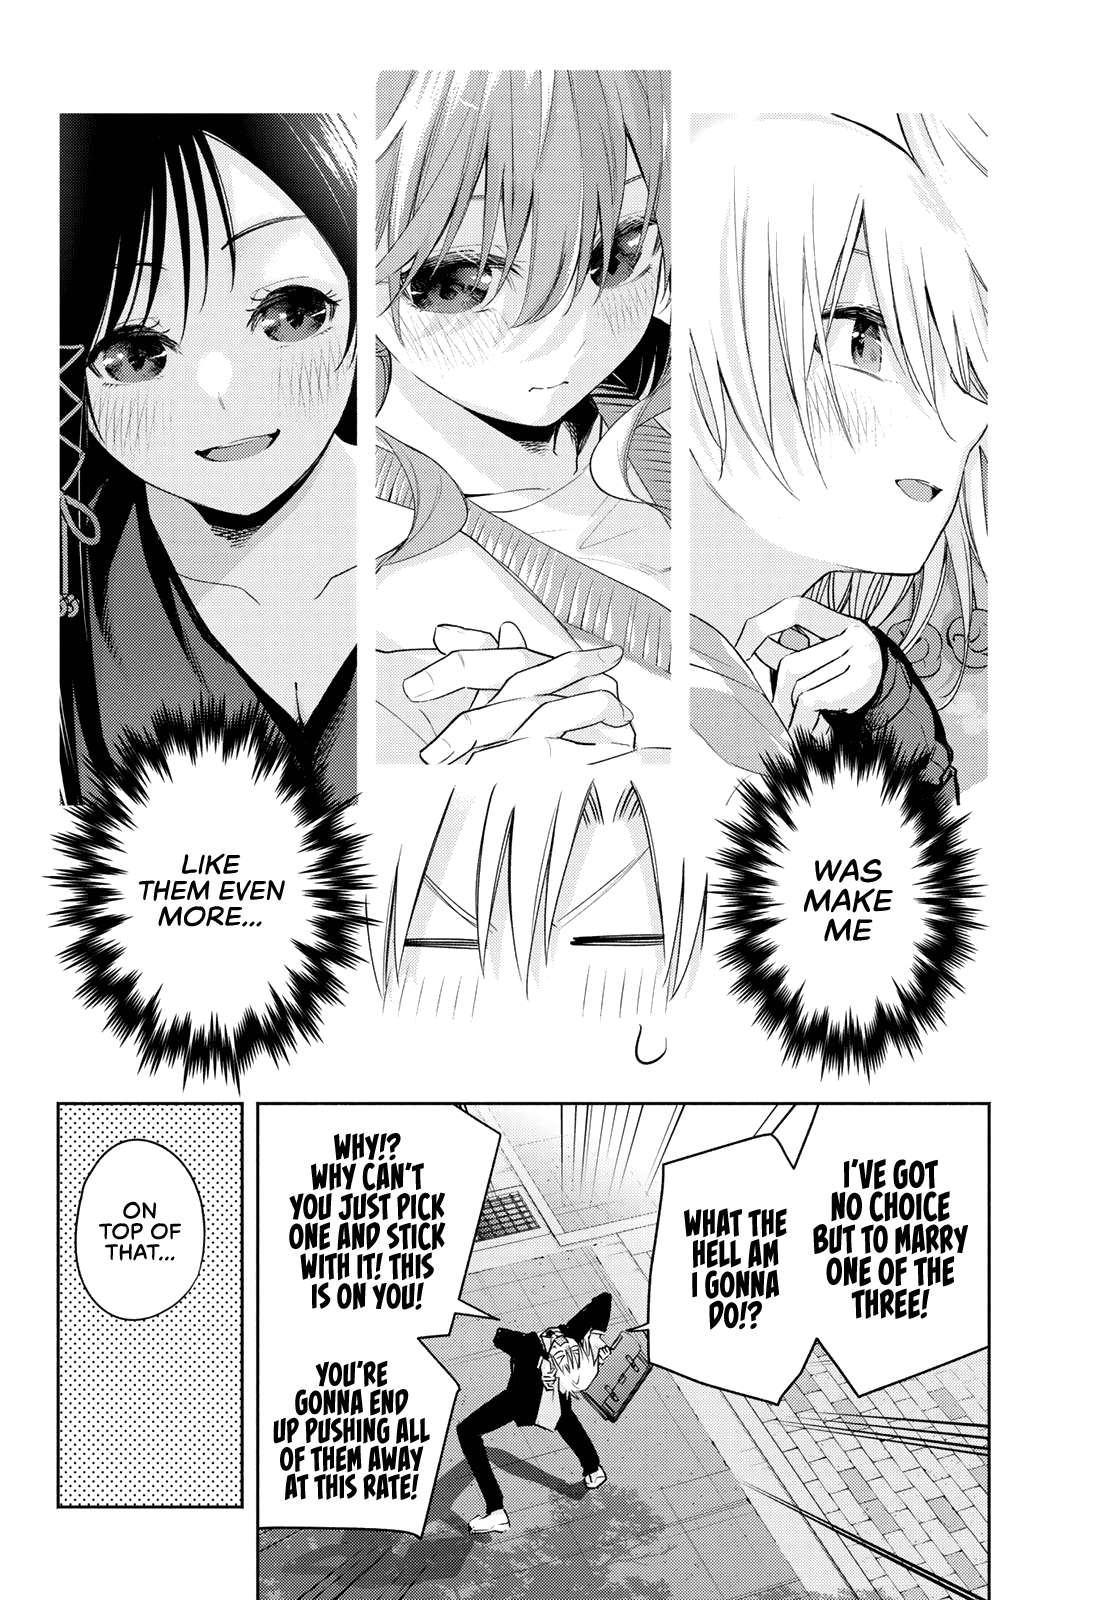 WAS
MAKE
ME
LIKE
THEM EVEN
MORE...
I'VE GOT
NO CHOICE
BUT TO MARRY
ONE OF THE
THREE!
WHAT THE
HELL AM
I GONNA
DO!?
WHY!?
WHY CAN'T
YOU JUST PICK
ONE AND STICK
WITH IT! THIS
IS ON YOU!
YOU'RE
GONNA END
UP PUSHING ALL
OF THEM AWAY
AT THIS RATE!
ON
TOP OF
THAT...